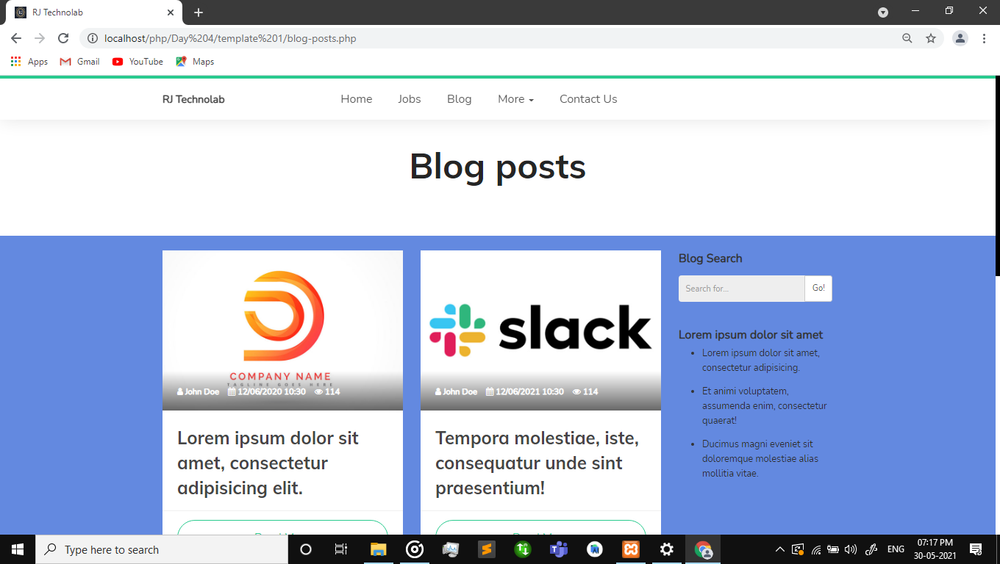 RJ Technolab
localhost/php/Day%204/template%201/blog-posts.php
Apps Gmail YouTube Maps
RJ Technolab Home Jobs Blog More Contact Us
Blog posts
COMPANY NAME
TAGLINE GOES HERE
John Doe 12/06/2020 10:30 114
Lorem ipsum dolor sit
amet, consectetur
adipisicing elit.
slack
John Doe 12/06/2021 10:30 114
Tempora molestiae, iste,
consequatur unde sint
praesentium!
Blog Search
Search for... Go!
Lorem ipsum dolor sit amet
• Lorem ipsum dolor sit amet,
consectetur adipisicing.
• Et animi voluptatem,
assumenda enim, consectetur
quaerat!
• Ducimus magni eveniet sit
doloremque molestiae alias
mollitia vitae.
Type here to search
ENG
07:17 PM
30-05-2021